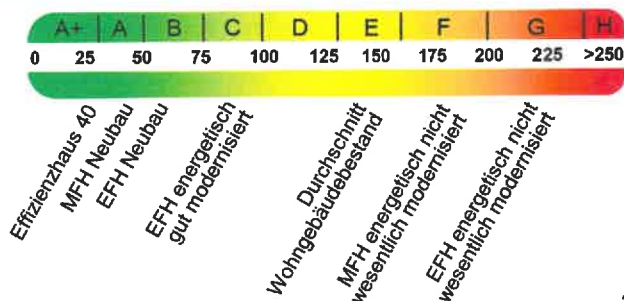 A+ A B C D E F G H
0 25 50 75 100 125 150 175 200 225 >250
Effizienzhaus 40
MFH Neubau
EFH Neubau
EFH energetisch
gut modernisiert
Durchschnitt
Wohngebäudebestand
MFH energetisch nicht
wesentlich modernisiert
EFH energetisch nicht
wesentlich modernisiert